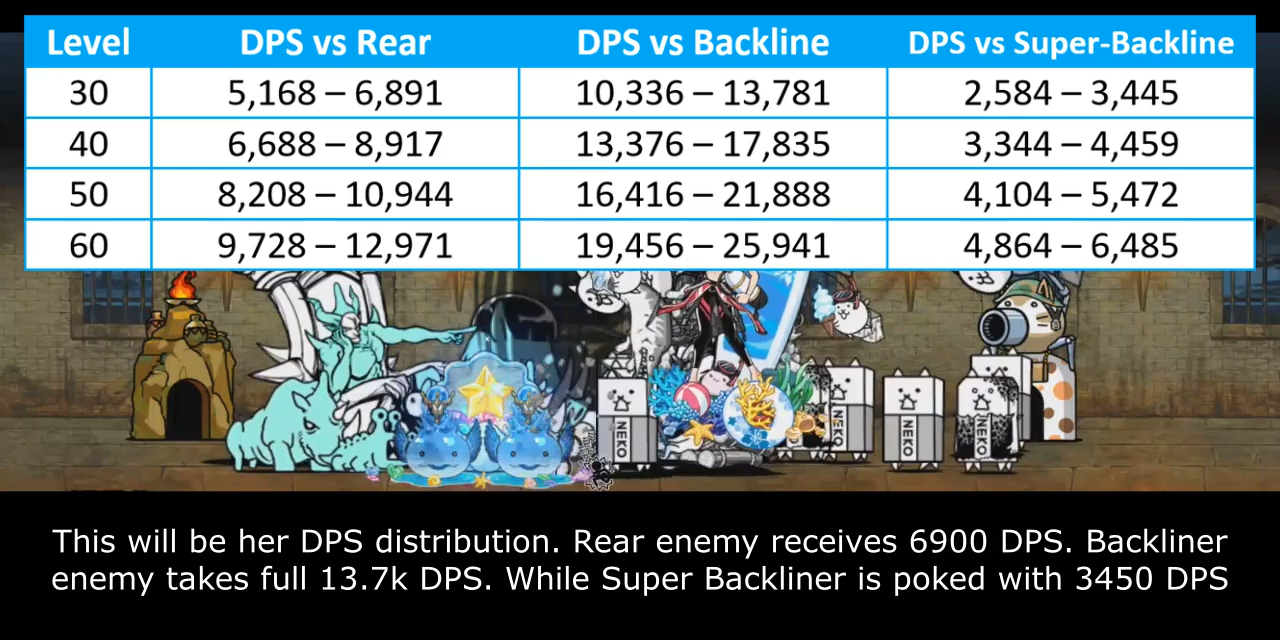 Level DPS vs Rear DPS vs Backline DPS vs Super-Backline
30 5,168 – 6,891 10,336 – 13,781 2,584 – 3,445
40 6,688 – 8,917 13,376 – 17,835 3,344 – 4,459
50 8,208 – 10,944 16,416 – 21,888 4,104 – 5,472
60 9,728 – 12,971 19,456 – 25,941 4,864 – 6,485
NEKO
NEKO
NEKO
NEKO
This will be her DPS distribution. Rear enemy receives 6900 DPS. Backliner
enemy takes full 13.7k DPS. While Super Backliner is poked with 3450 DPS